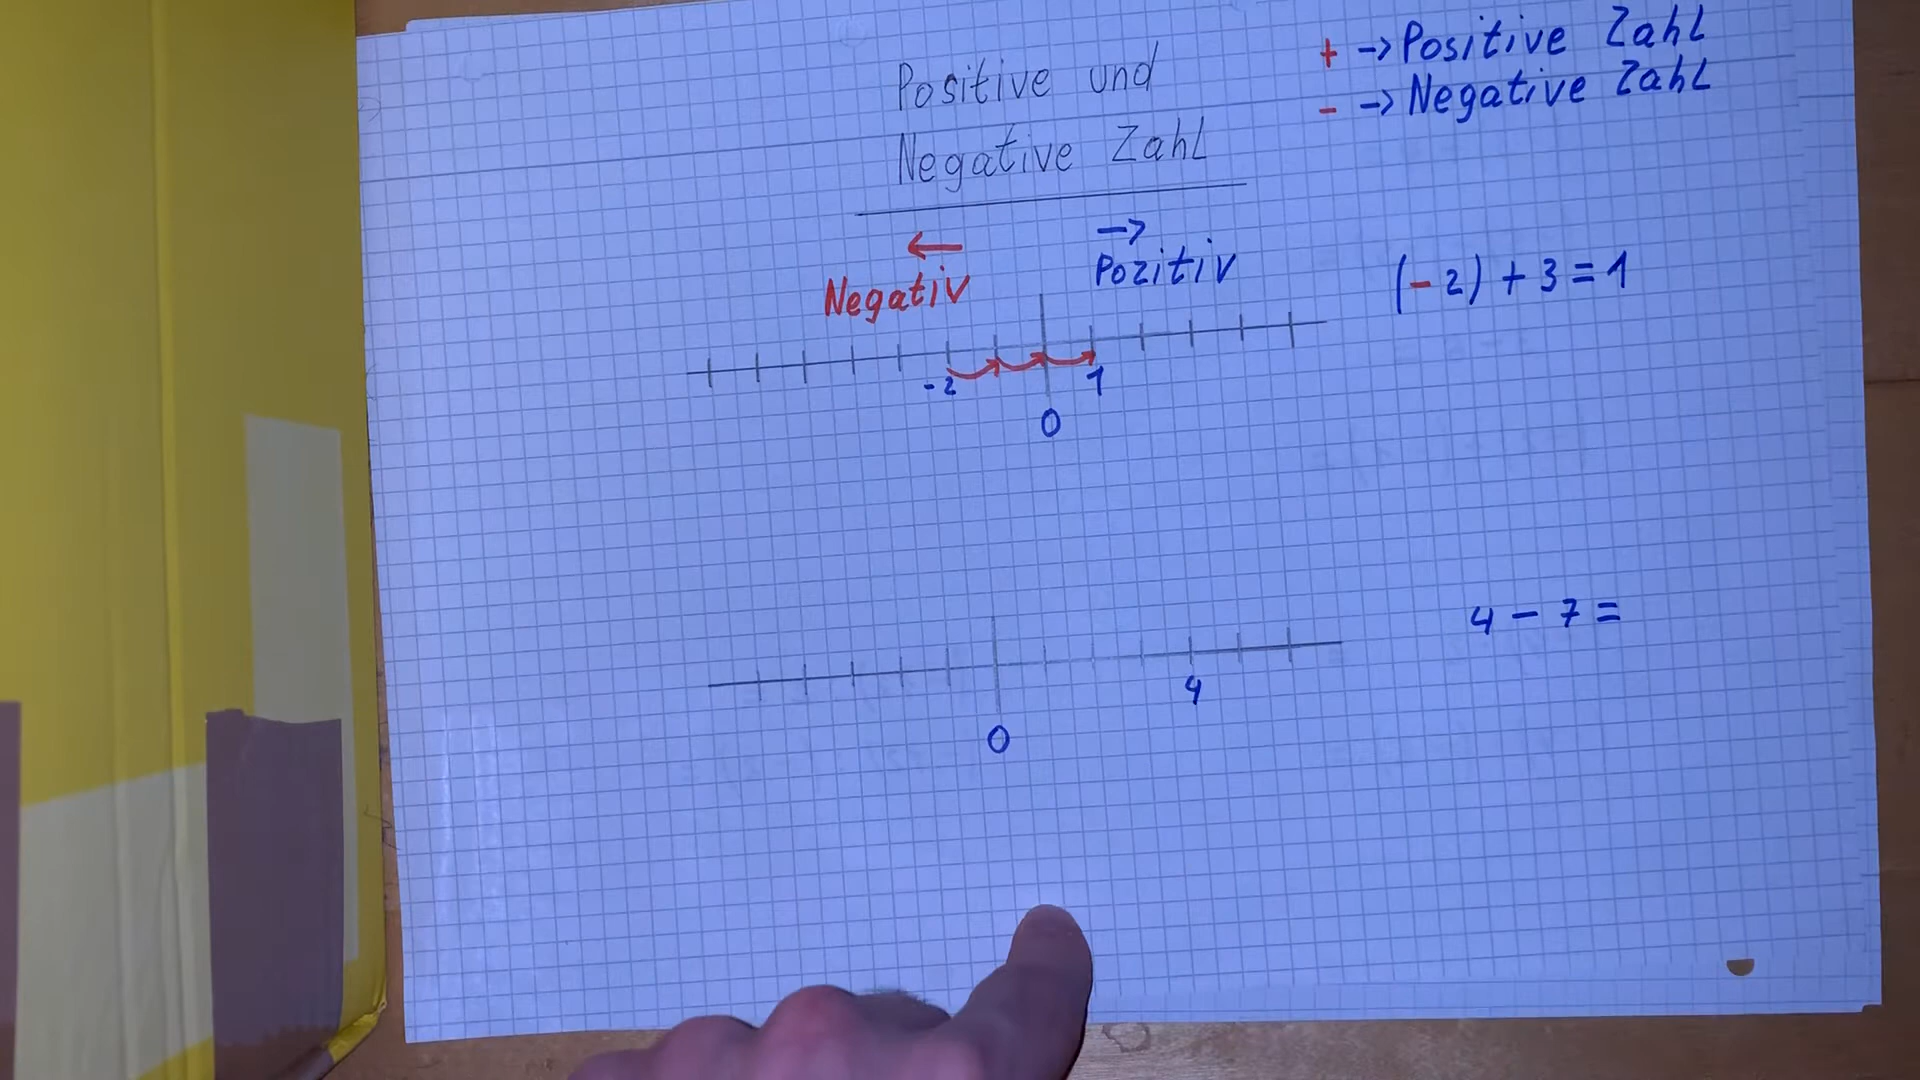 + -> Positive Zahl
- -> Negative Zahl
Positive und
Negative Zahl
<-
Negativ
->
Pozitiv
(-2) + 3 = 1
-2
1
0
4 - 7 =
4
0